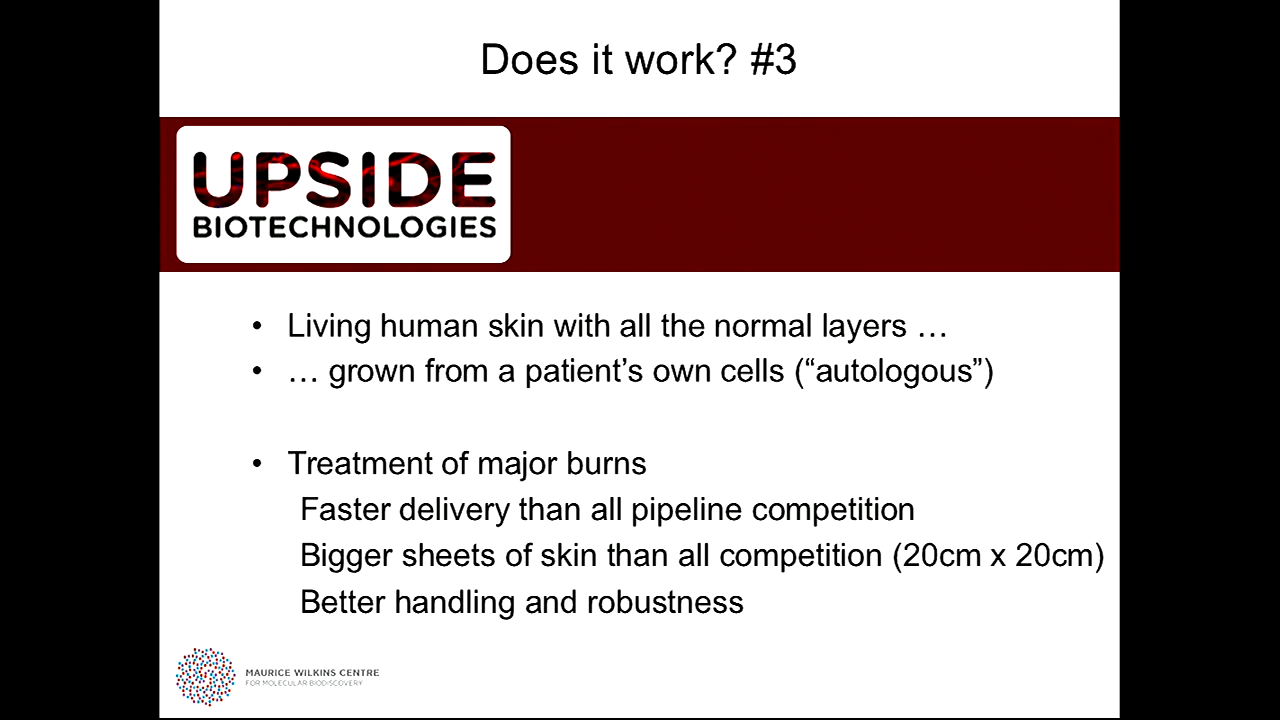 Does it work? #3
UPSIDE
BIOTECHNOLOGIES
• Living human skin with all the normal layers …
• … grown from a patient’s own cells (“autologous”)
• Treatment of major burns
Faster delivery than all pipeline competition
Bigger sheets of skin than all competition (20cm x 20cm)
Better handling and robustness
MAURICE WILKINS CENTRE
FOR MOLECULAR BIODISCOVERY